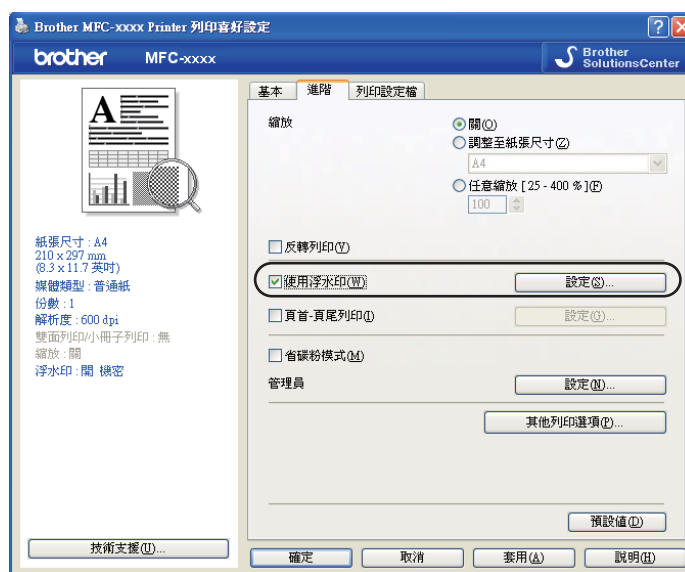 Brother MFC-xxxx Printer 列印喜好設定
brother MFC-xxxx
Brother
SolutionsCenter
基本 進階 列印設定檔
縮放
關(O)
調整至紙張尺寸(Z)
A4
任意縮放 [ 25 - 400 % ](F)
100
反轉列印(V)
使用浮水印(W) 設定(S)...
頁首-頁尾列印(I) 設定(G)...
省碳粉模式(M)
管理員 設定(N)...
其他列印選項(P)...
預設值(D)
A
紙張尺寸 : A4
210 x 297 mm
(8.3 x 11.7 英吋)
媒體類型 : 普通紙
份數 : 1
解析度 : 600 dpi
雙面列印/小冊子列印 : 無
縮放 : 關
浮水印 : 開 機密
技術支援(U)...
確定 取消 套用(A) 說明(H)